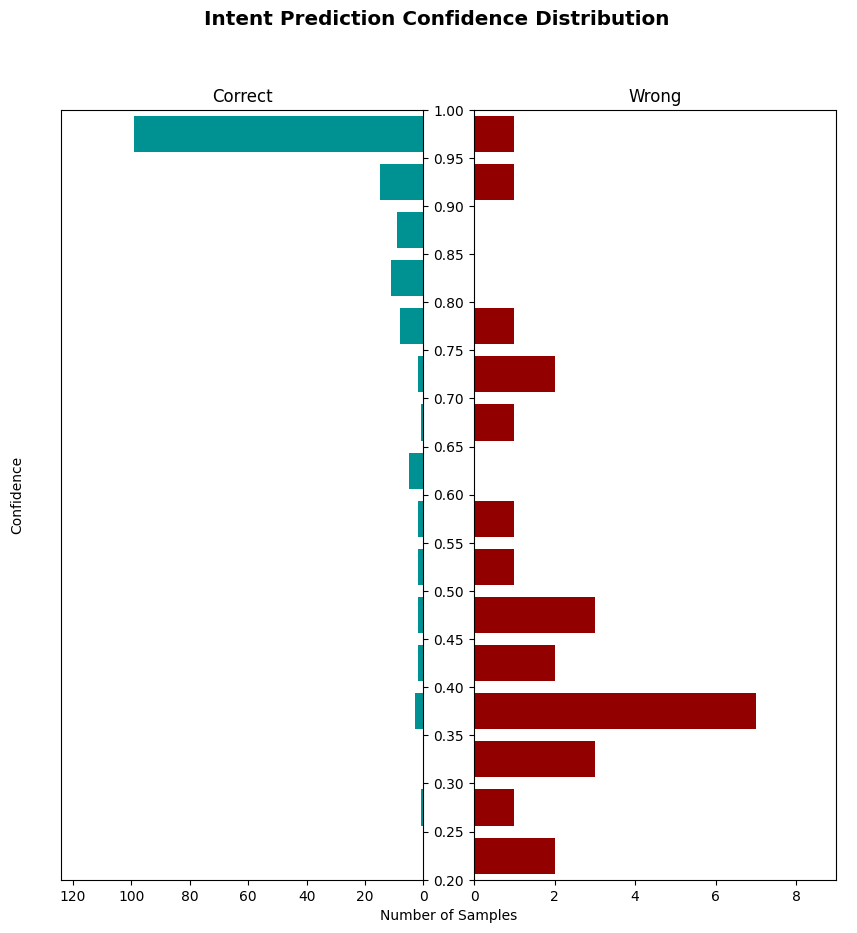 Intent Prediction Confidence Distribution
Correct
Wrong
Confidence
1.00
0.95
0.90
0.85
0.80
0.75
0.70
0.65
0.60
0.55
0.50
0.45
0.40
0.35
0.30
0.25
0.20
120 100 80 60 40 20 0
0 2 4 6 8
Number of Samples